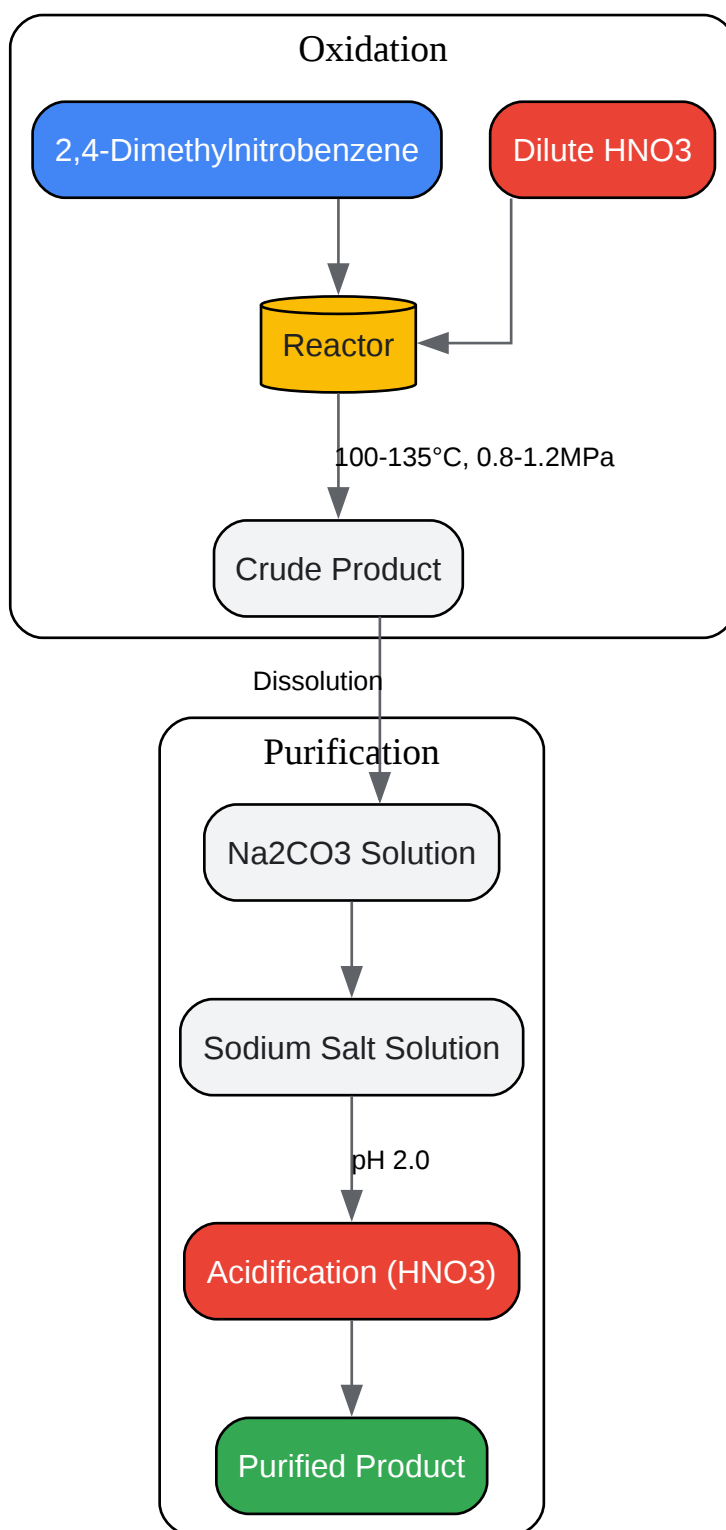 Oxidation
2,4-Dimethylnitrobenzene
Dilute HNO3
Reactor
100-135°C, 0.8-1.2MPa
Crude Product
Dissolution
Purification
Na2CO3 Solution
Sodium Salt Solution
pH 2.0
Acidification (HNO3)
Purified Product